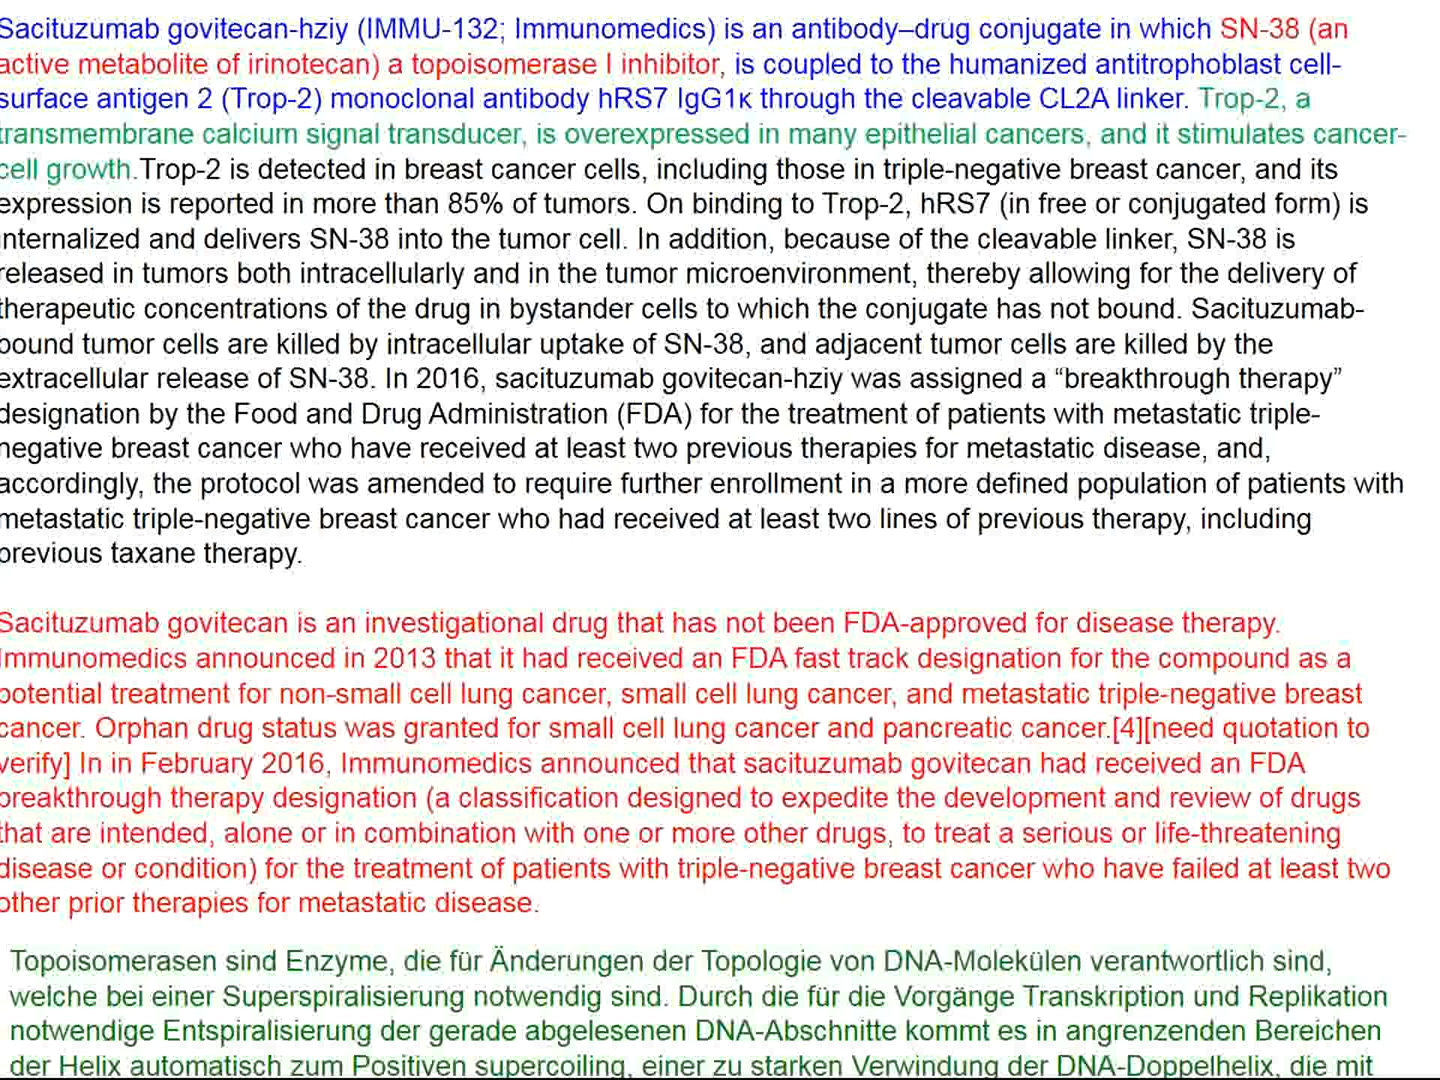 Sacituzumab govitecan-hziy (IMMU-132; Immunomedics) is an antibody–drug conjugate in which SN-38 (an
active metabolite of irinotecan) a topoisomerase I inhibitor, is coupled to the humanized antitrophoblast cell-
surface antigen 2 (Trop-2) monoclonal antibody hRS7 IgG1κ through the cleavable CL2A linker. Trop-2, a
transmembrane calcium signal transducer, is overexpressed in many epithelial cancers, and it stimulates cancer-
cell growth.Trop-2 is detected in breast cancer cells, including those in triple-negative breast cancer, and its
expression is reported in more than 85% of tumors. On binding to Trop-2, hRS7 (in free or conjugated form) is
internalized and delivers SN-38 into the tumor cell. In addition, because of the cleavable linker, SN-38 is
released in tumors both intracellularly and in the tumor microenvironment, thereby allowing for the delivery of
therapeutic concentrations of the drug in bystander cells to which the conjugate has not bound. Sacituzumab-
bound tumor cells are killed by intracellular uptake of SN-38, and adjacent tumor cells are killed by the
extracellular release of SN-38. In 2016, sacituzumab govitecan-hziy was assigned a “breakthrough therapy”
designation by the Food and Drug Administration (FDA) for the treatment of patients with metastatic triple-
negative breast cancer who have received at least two previous therapies for metastatic disease, and,
accordingly, the protocol was amended to require further enrollment in a more defined population of patients with
metastatic triple-negative breast cancer who had received at least two lines of previous therapy, including
previous taxane therapy.
Sacituzumab govitecan is an investigational drug that has not been FDA-approved for disease therapy.
Immunomedics announced in 2013 that it had received an FDA fast track designation for the compound as a
potential treatment for non-small cell lung cancer, small cell lung cancer, and metastatic triple-negative breast
cancer. Orphan drug status was granted for small cell lung cancer and pancreatic cancer.[4][need quotation to
verify] In in February 2016, Immunomedics announced that sacituzumab govitecan had received an FDA
breakthrough therapy designation (a classification designed to expedite the development and review of drugs
that are intended, alone or in combination with one or more other drugs, to treat a serious or life-threatening
disease or condition) for the treatment of patients with triple-negative breast cancer who have failed at least two
other prior therapies for metastatic disease.
Topoisomerasen sind Enzyme, die für Änderungen der Topologie von DNA-Molekülen verantwortlich sind,
welche bei einer Superspiralisierung notwendig sind. Durch die für die Vorgänge Transkription und Replikation
notwendige Entspiralisierung der gerade abgelesenen DNA-Abschnitte kommt es in angrenzenden Bereichen
der Helix automatisch zum Positiven supercoiling, einer zu starken Verwindung der DNA-Doppelhelix, die mit